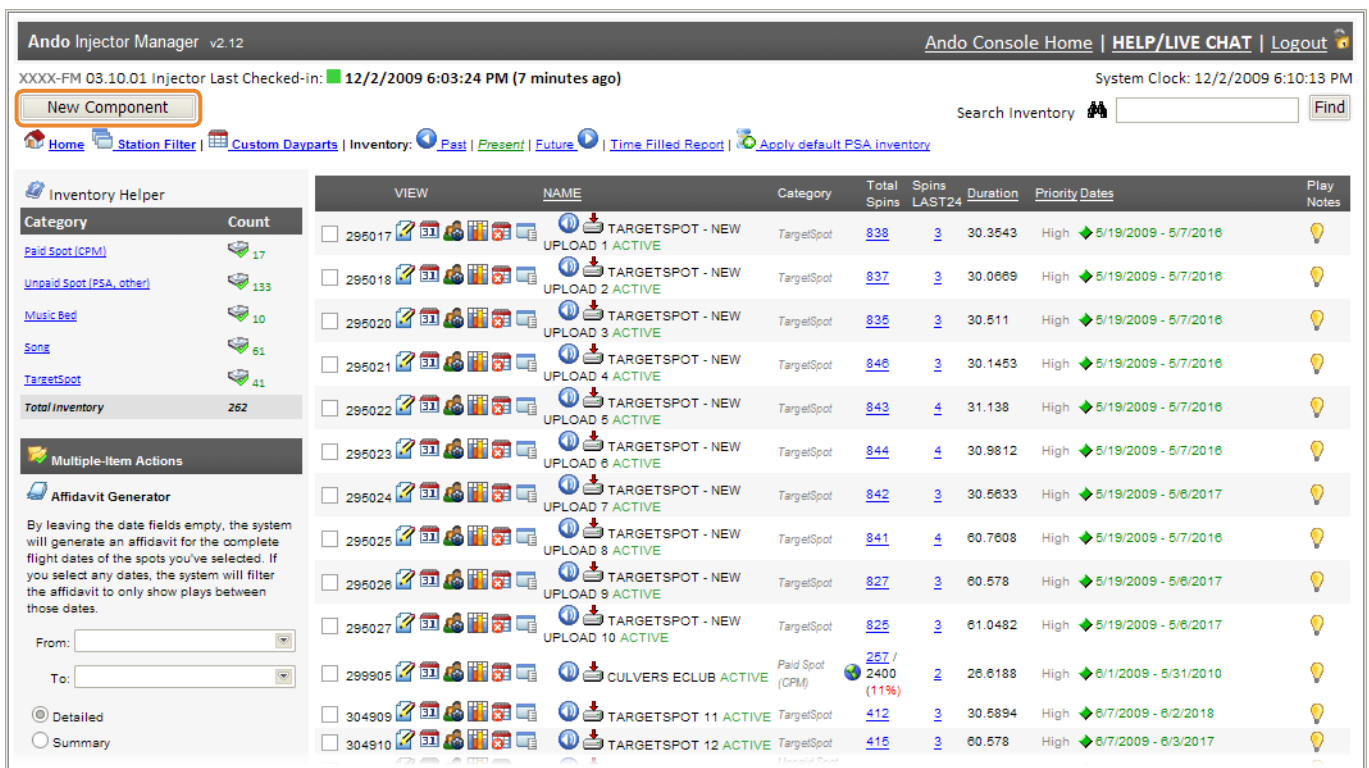 Ando Injector Manager v2.12
Ando Console Home | HELP/LIVE CHAT | Logout
XXXX-FM 03.10.01 Injector Last Checked-in: 12/2/2009 6:03:24 PM (7 minutes ago)
System Clock: 12/2/2009 6:10:13 PM
New Component
Search Inventory
Find
Home Station Filter | Custom Dayparts | Inventory: Past | Present | Future | Time Filled Report | Apply default PSA inventory
Inventory Helper
Category Count
Paid Spot (CPM) 17
Unpaid Spot (PSA, other) 133
Music Bed 10
Song 61
TargetSpot 41
Total Inventory 262
Multiple-Item Actions
Affidavit Generator
By leaving the date fields empty, the system
will generate an affidavit for the complete
flight dates of the spots you've selected. If
you select any dates, the system will filter
the affidavit to only show plays between
those dates.
From:
To:
Detailed
Summary
VIEW NAME Category Total Spins Spins LAST24 Duration Priority Dates Play Notes
295017 31 TARGETSPOT - NEW TargetSpot 838 3 30.3543 High 5/19/2009 - 5/7/2016
UPLOAD 1 ACTIVE
295018 31 TARGETSPOT - NEW TargetSpot 837 3 30.0669 High 5/19/2009 - 5/7/2016
UPLOAD 2 ACTIVE
295020 31 TARGETSPOT - NEW TargetSpot 835 3 30.511 High 5/19/2009 - 5/7/2016
UPLOAD 3 ACTIVE
295021 31 TARGETSPOT - NEW TargetSpot 846 3 30.1453 High 5/19/2009 - 5/7/2016
UPLOAD 4 ACTIVE
295022 31 TARGETSPOT - NEW TargetSpot 843 4 31.138 High 5/19/2009 - 5/7/2016
UPLOAD 5 ACTIVE
295023 31 TARGETSPOT - NEW TargetSpot 844 4 30.9812 High 5/19/2009 - 5/7/2016
UPLOAD 6 ACTIVE
295024 31 TARGETSPOT - NEW TargetSpot 842 3 30.5633 High 5/19/2009 - 5/6/2017
UPLOAD 7 ACTIVE
295025 31 TARGETSPOT - NEW TargetSpot 841 4 60.7608 High 5/19/2009 - 5/7/2016
UPLOAD 8 ACTIVE
295026 31 TARGETSPOT - NEW TargetSpot 827 3 60.578 High 5/19/2009 - 5/6/2017
UPLOAD 9 ACTIVE
295027 31 TARGETSPOT - NEW TargetSpot 825 3 61.0482 High 5/19/2009 - 5/6/2017
UPLOAD 10 ACTIVE
299905 31 CULVERS ECLUB ACTIVE Paid Spot (CPM) 257 / 2400 (11%) 2 26.6188 High 6/1/2009 - 5/31/2010
304909 31 TARGETSPOT 11 ACTIVE TargetSpot 412 3 30.5894 High 6/7/2009 - 6/2/2018
304910 31 TARGETSPOT 12 ACTIVE TargetSpot 415 3 60.578 High 6/7/2009 - 6/3/2017